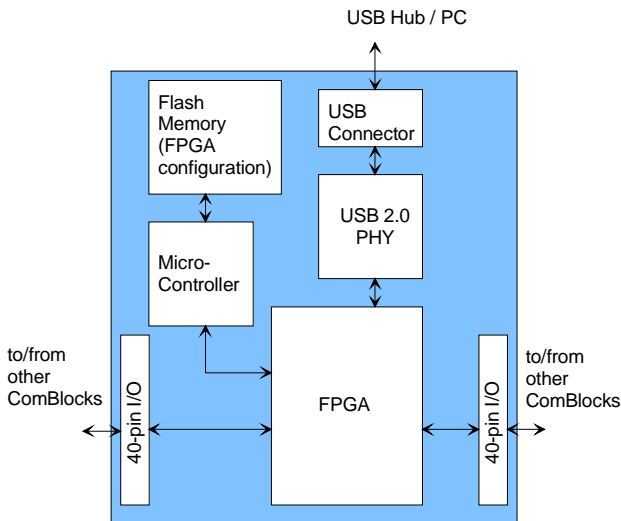 USB Hub / PC
Flash
Memory
(FPGA
configuration)
USB
Connector
USB 2.0
PHY
Micro-
Controller
to/from
other
ComBlocks
40-pin I/O
FPGA
40-pin I/O
to/from
other
ComBlocks